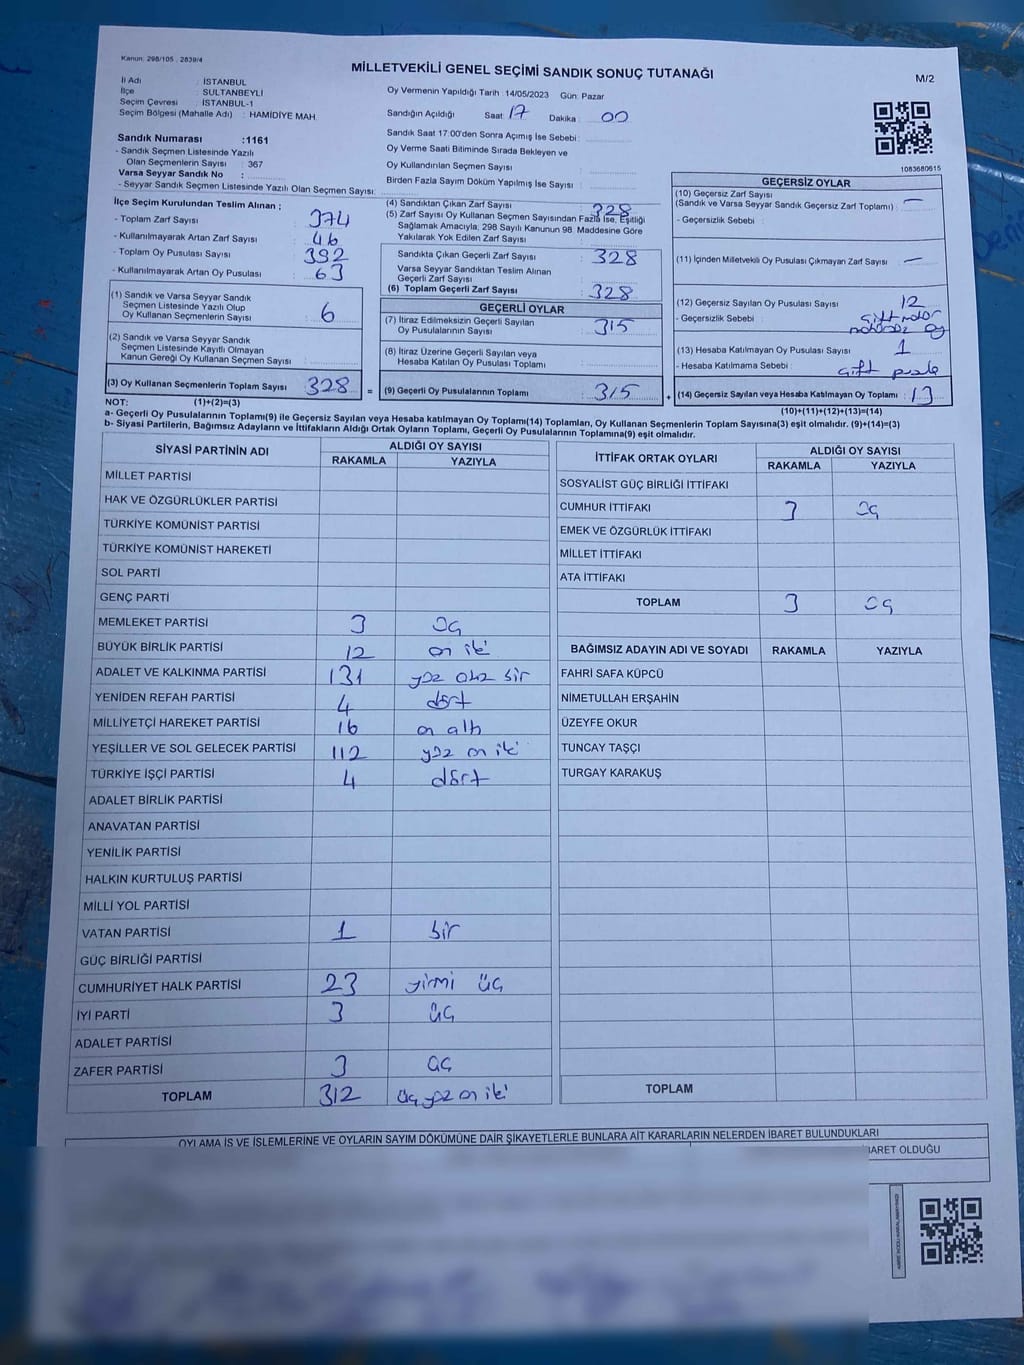 Kanun: 298/105 , 2839/4
MİLLETVEKİLİ GENEL SEÇİMİ SANDIK SONUÇ TUTANAĞI
M/2
İl Adı : İSTANBUL
İlçe : SULTANBEYLİ
Seçim Çevresi : İSTANBUL-1
Seçim Bölgesi (Mahalle Adı) : HAMİDİYE MAH.
Oy Vermenin Yapıldığı Tarih :14/05/2023 Gün: Pazar
Sandığın Açıldığı Saat: 17 Dakika : 00
Sandık Saat 17:00'den Sonra Açımış İse Sebebi :
Oy Verme Saati Bitiminde Sırada Bekleyen ve
Oy Kullandırılan Seçmen Sayısı :
Birden Fazla Sayım Döküm Yapılmış İse Sayısı :
1083680615
Sandık Numarası :1161
- Sandık Seçmen Listesinde Yazılı
Olan Seçmenlerin Sayısı : 367
Varsa Seyyar Sandık No :
- Seyyar Sandık Seçmen Listesinde Yazılı Olan Seçmen Sayısı:
İlçe Seçim Kurulundan Teslim Alınan ;
- Toplam Zarf Sayısı : 374
- Kullanılmayarak Artan Zarf Sayısı : 46
- Toplam Oy Pusulası Sayısı : 392
- Kullanılmayarak Artan Oy Pusulası : 63
(1) Sandık ve Varsa Seyyar Sandık
Seçmen Listesinde Yazılı Olup
Oy Kullanan Seçmenlerin Sayısı : 6
(2) Sandık ve Varsa Seyyar Sandık
Seçmen Listesinde Kayıtlı Olmayan
Kanun Gereği Oy Kullanan Seçmen Sayısı :
(3) Oy Kullanan Seçmenlerin Toplam Sayısı : 328 =
(4) Sandıktan Çıkan Zarf Sayısı : 328
(5) Zarf Sayısı Oy Kullanan Seçmen Sayısından Fazla İse, Eşitliği
Sağlamak Amacıyla, 298 Sayılı Kanunun 98. Maddesine Göre
Yakılarak Yok Edilen Zarf Sayısı :
Sandıkta Çıkan Geçerli Zarf Sayısı : 328
Varsa Seyyar Sandıktan Teslim Alınan
Geçerli Zarf Sayısı :
(6) Toplam Geçerli Zarf Sayısı : 328
GEÇERLİ OYLAR
(7) İtiraz Edilmeksizin Geçerli Sayılan
Oy Pusulalarının Sayısı : 315
(8) İtiraz Üzerine Geçerli Sayılan veya
Hesaba Katılan Oy Pusulası Toplamı :
(9) Geçerli Oy Pusulalarının Toplamı : 315 +
GEÇERSİZ OYLAR
(10) Geçersiz Zarf Sayısı
(Sandık ve Varsa Seyyar Sandık Geçersiz Zarf Toplamı) : —
- Geçersizlik Sebebi :
(11) İçinden Milletvekili Oy Pusulası Çıkmayan Zarf Sayısı : —
(12) Geçersiz Sayılan Oy Pusulası Sayısı : 12
- Geçersizlik Sebebi : çift mühür
mühürsüz oy
(13) Hesaba Katılmayan Oy Pusulası Sayısı : 1
- Hesaba Katılmama Sebebi : çift pusula
(14) Geçersiz Sayılan veya Hesaba Katılmayan Oy Toplamı : 13
NOT: (1)+(2)=(3)
(10)+(11)+(12)+(13)=(14)
a- Geçerli Oy Pusulalarının Toplamı(9) ile Geçersiz Sayılan veya Hesaba katılmayan Oy Toplamı(14) Toplamları, Oy Kullanan Seçmenlerin Toplam Sayısına(3) eşit olmalıdır. (9)+(14)=(3)
b- Siyasi Partilerin, Bağımsız Adayların ve İttifakların Aldığı Ortak Oyların Toplamı, Geçerli Oy Pusulalarının Toplamına(9) eşit olmalıdır.
SİYASİ PARTİNİN ADI ALDIĞI OY SAYISI
RAKAMLA YAZIYLA
MİLLET PARTİSİ
HAK VE ÖZGÜRLÜKLER PARTİSİ
TÜRKİYE KOMÜNİST PARTİSİ
TÜRKİYE KOMÜNİST HAREKETİ
SOL PARTİ
GENÇ PARTİ
MEMLEKET PARTİSİ 3 üç
BÜYÜK BİRLİK PARTİSİ 12 on iki
ADALET VE KALKINMA PARTİSİ 131 yüz otuz bir
YENİDEN REFAH PARTİSİ 4 dört
MİLLİYETÇİ HAREKET PARTİSİ 16 on altı
YEŞİLLER VE SOL GELECEK PARTİSİ 112 yüz on iki
TÜRKİYE İŞÇİ PARTİSİ 4 dört
ADALET BİRLİK PARTİSİ
ANAVATAN PARTİSİ
YENİLİK PARTİSİ
HALKIN KURTULUŞ PARTİSİ
MİLLİ YOL PARTİSİ
VATAN PARTİSİ 1 bir
GÜÇ BİRLİĞİ PARTİSİ
CUMHURİYET HALK PARTİSİ 23 yirmi üç
İYİ PARTİ 3 üç
ADALET PARTİSİ
ZAFER PARTİSİ 3 üç
TOPLAM 312 üç yüz on iki
İTTİFAK ORTAK OYLARI ALDIĞI OY SAYISI
RAKAMLA YAZIYLA
SOSYALİST GÜÇ BİRLİĞİ İTTİFAKI
CUMHUR İTTİFAKI 3 üç
EMEK VE ÖZGÜRLÜK İTTİFAKI
MİLLET İTTİFAKI
ATA İTTİFAKI
TOPLAM 3 üç
BAĞIMSIZ ADAYIN ADI VE SOYADI RAKAMLA YAZIYLA
FAHRİ SAFA KÜPCÜ
NİMETULLAH ERŞAHİN
ÜZEYFE OKUR
TUNCAY TAŞÇI
TURGAY KARAKUŞ
TOPLAM
OYLAMA İŞ VE İŞLEMLERİNE VE OYLARIN SAYIM DÖKÜMÜNE DAİR ŞİKAYETLERLE BUNLARA AİT KARARLARIN NELERDEN İBARET BULUNDUKLARI
İBARET OLDUĞU